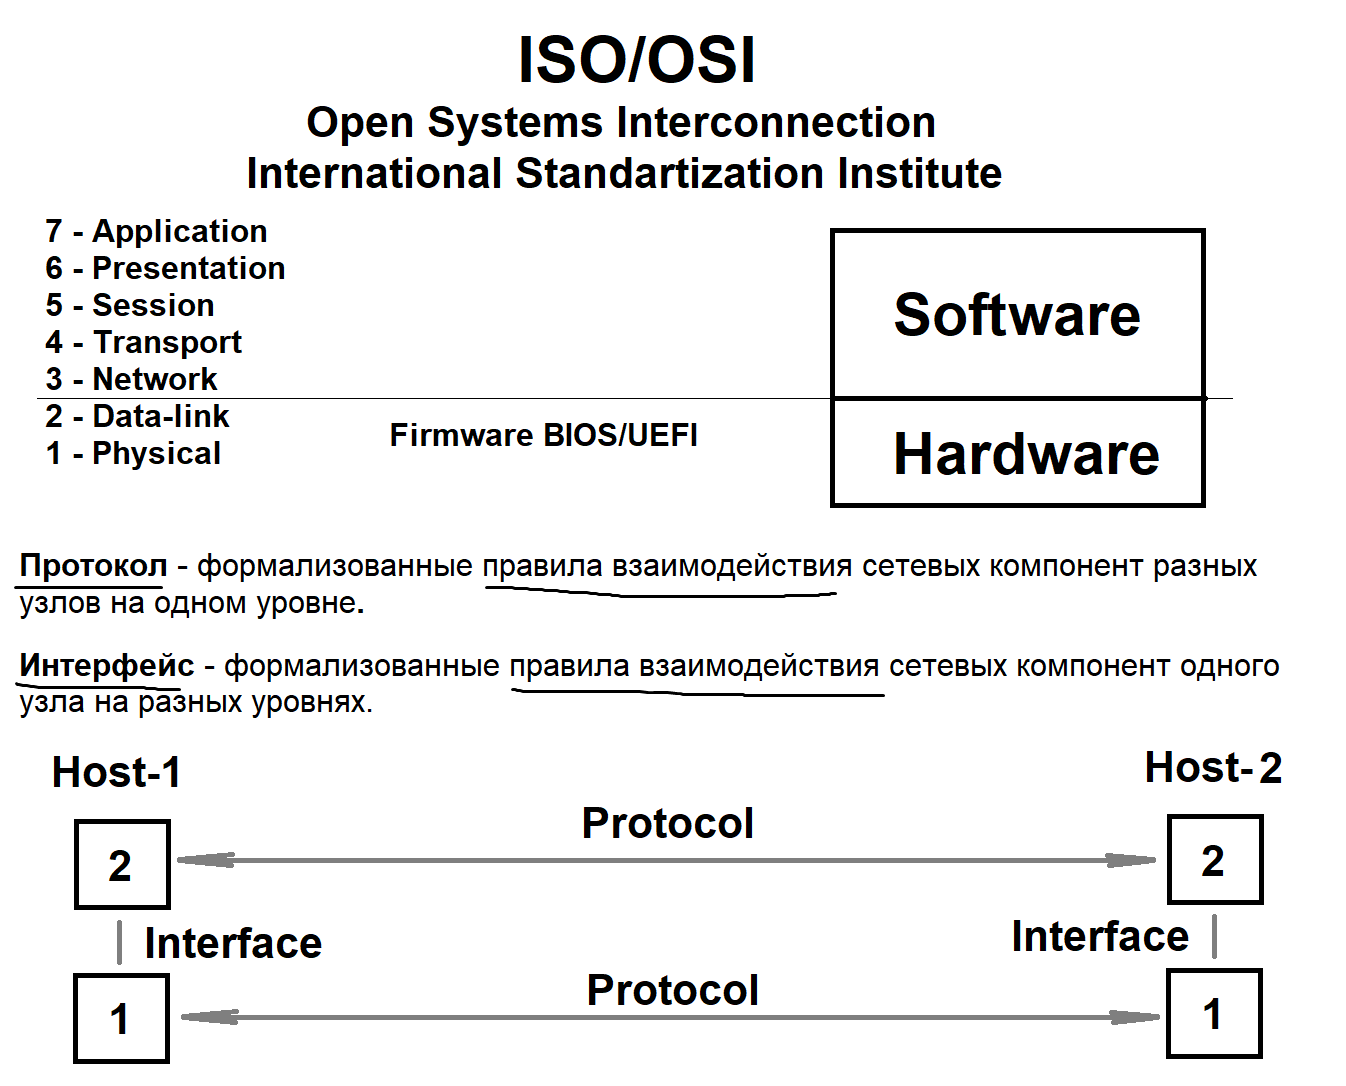 ISO/OSI
Open Systems Interconnection
International Standartization Institute
7 - Application
6 - Presentation
5 - Session
4 - Transport
3 - Network
2 - Data-link
1 - Physical
Firmware BIOS/UEFI
Software
Hardware
Протокол - формализованные правила взаимодействия сетевых компонент разных
узлов на одном уровне.
Интерфейс - формализованные правила взаимодействия сетевых компонент одного
узла на разных уровнях.
Host-1
Host-2
Protocol
2
2
Interface
Interface
Protocol
1
1